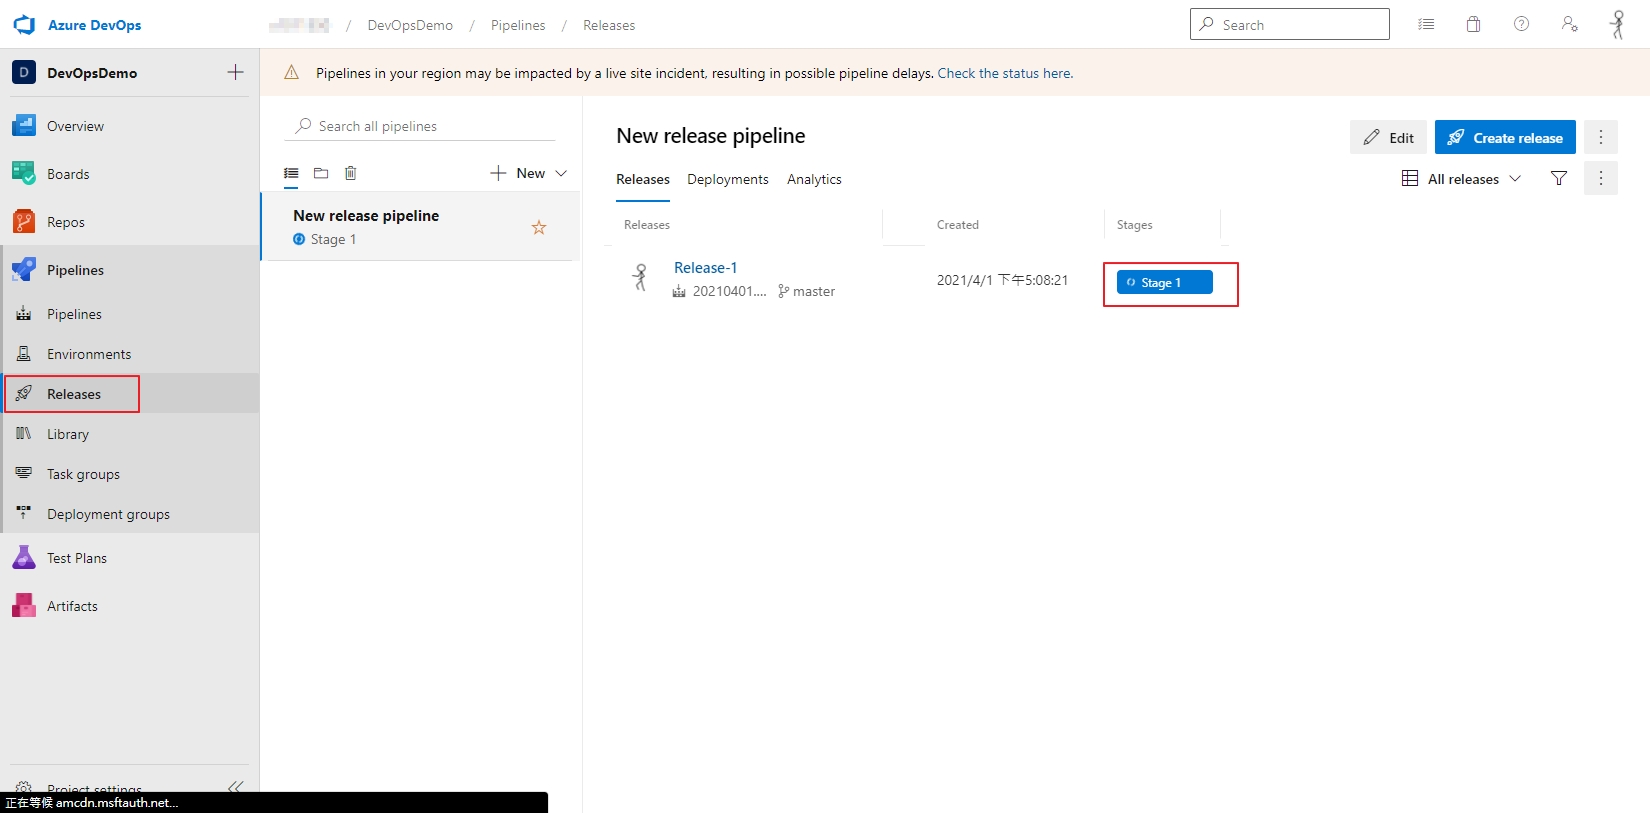 Azure DevOps
/ DevOpsDemo / Pipelines / Releases
Search
D DevOpsDemo
Pipelines in your region may be impacted by a live site incident, resulting in possible pipeline delays. Check the status here.
Overview
Boards
Repos
Pipelines
Pipelines
Environments
Releases
Library
Task groups
Deployment groups
Test Plans
Artifacts
Project settings
Search all pipelines
New
New release pipeline
Stage 1
New release pipeline
Edit
Create release
Releases Deployments Analytics
All releases
Releases Created Stages
Release-1
20210401.... master
2021/4/1 下午5:08:21
Stage 1
正在等候 amcdn.msftauth.net...